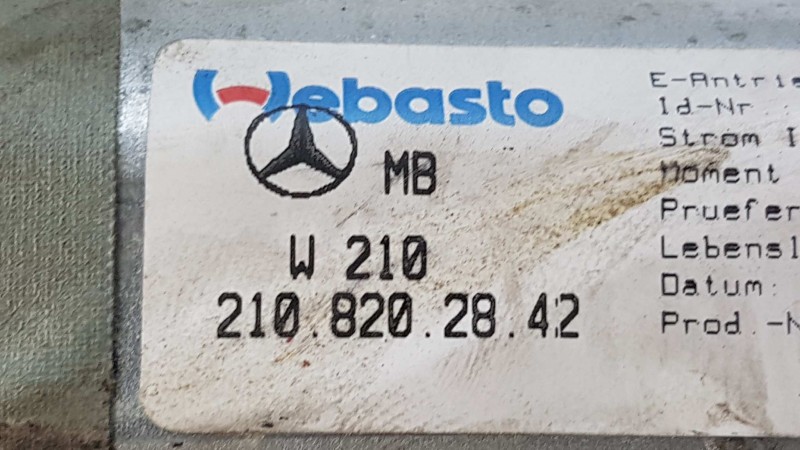 Webasto
MB
W 210
210.820.28.42
E-Antrie
Id-Nr :
Strom I
Moment
Pruefer
Lebensl
Datum:
Prod.-N